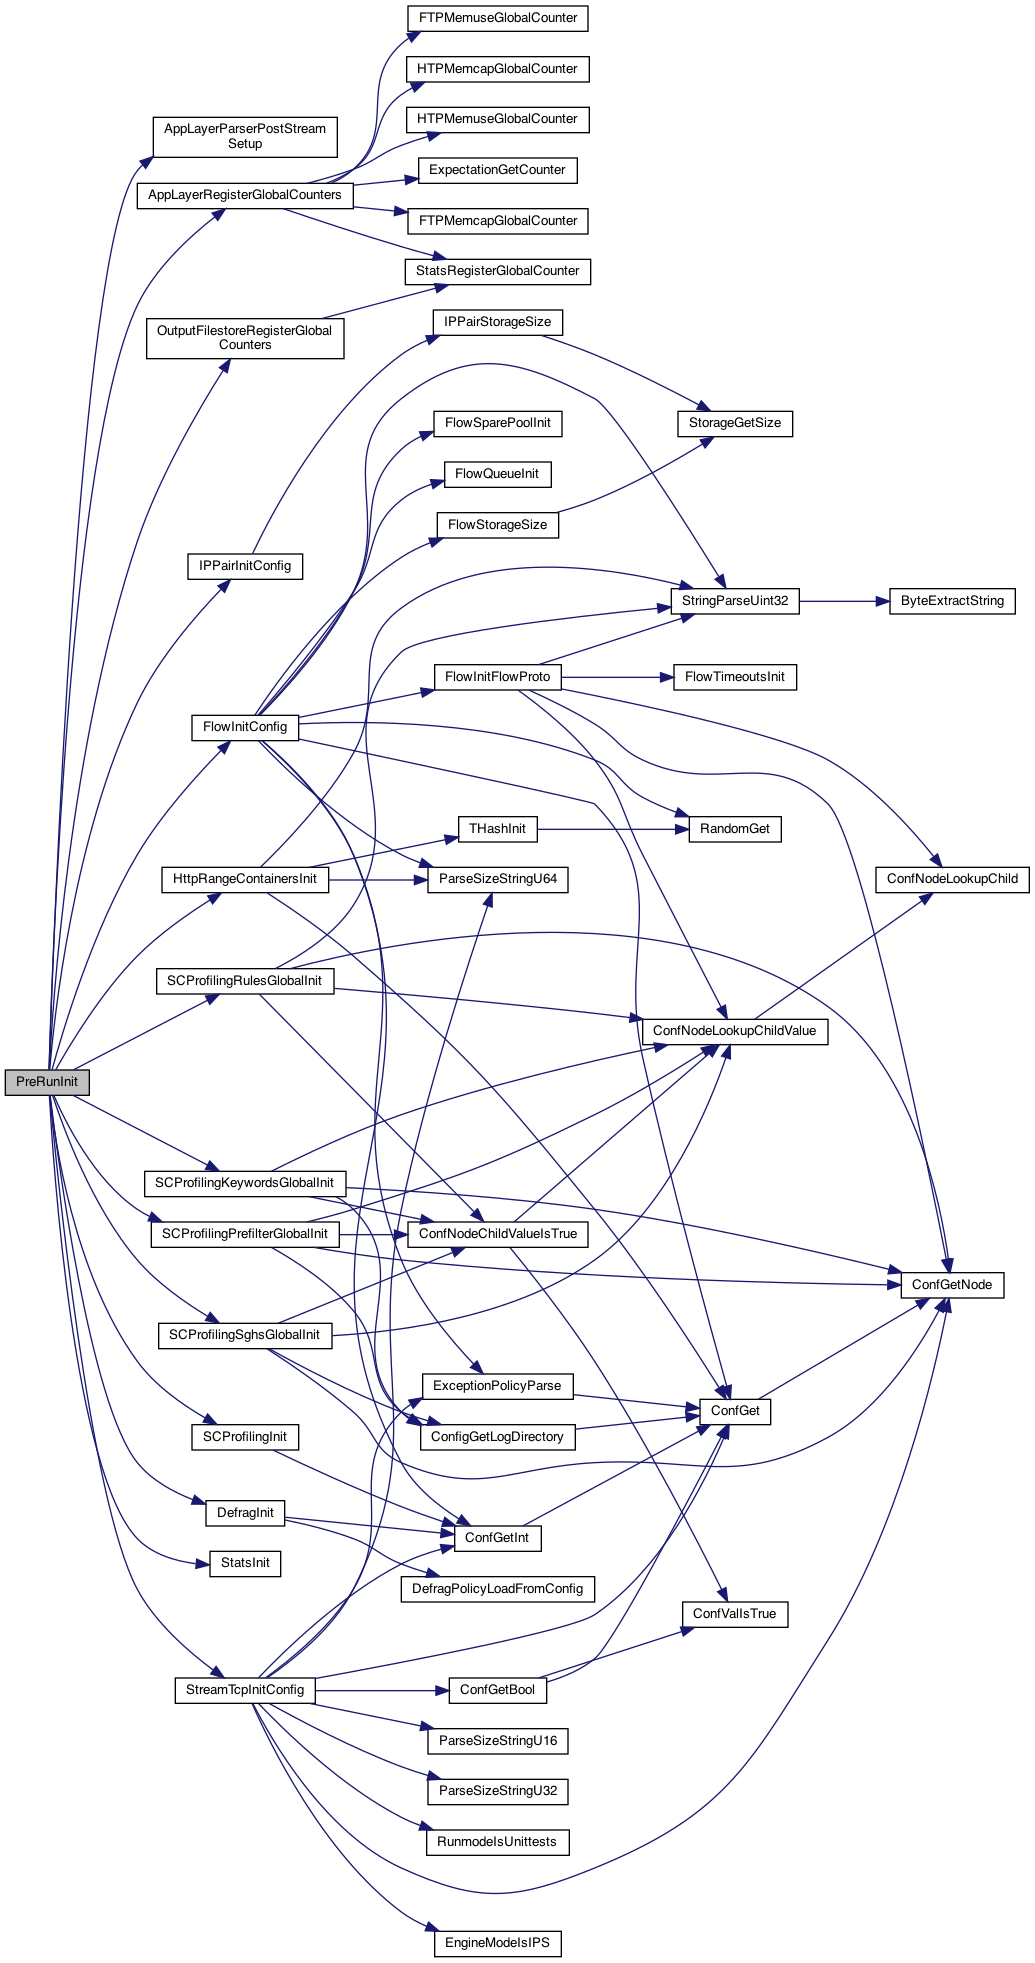 FTPMemuseGlobalCounter
HTPMemcapGlobalCounter
HTPMemuseGlobalCounter
AppLayerParserPostStream
Setup
ExpectationGetCounter
AppLayerRegisterGlobalCounters
FTPMemcapGlobalCounter
StatsRegisterGlobalCounter
OutputFilestoreRegisterGlobal
Counters
IPPairStorageSize
StorageGetSize
FlowSparePoolInit
FlowQueueInit
FlowStorageSize
IPPairInitConfig
StringParseUint32
ByteExtractString
FlowInitFlowProto
FlowTimeoutsInit
FlowInitConfig
THashInit
RandomGet
HttpRangeContainersInit
ParseSizeStringU64
ConfNodeLookupChild
SCProfilingRulesGlobalInit
ConfNodeLookupChildValue
PreRunInit
SCProfilingKeywordsGlobalInit
SCProfilingPrefilterGlobalInit
ConfNodeChildValueIsTrue
ConfGetNode
SCProfilingSghsGlobalInit
ExceptionPolicyParse
ConfGet
SCProfilingInit
ConfigGetLogDirectory
DefragInit
ConfGetInt
StatsInit
DefragPolicyLoadFromConfig
ConfValIsTrue
StreamTcpInitConfig
ConfGetBool
ParseSizeStringU16
ParseSizeStringU32
RunmodeIsUnittests
EngineModeIsIPS